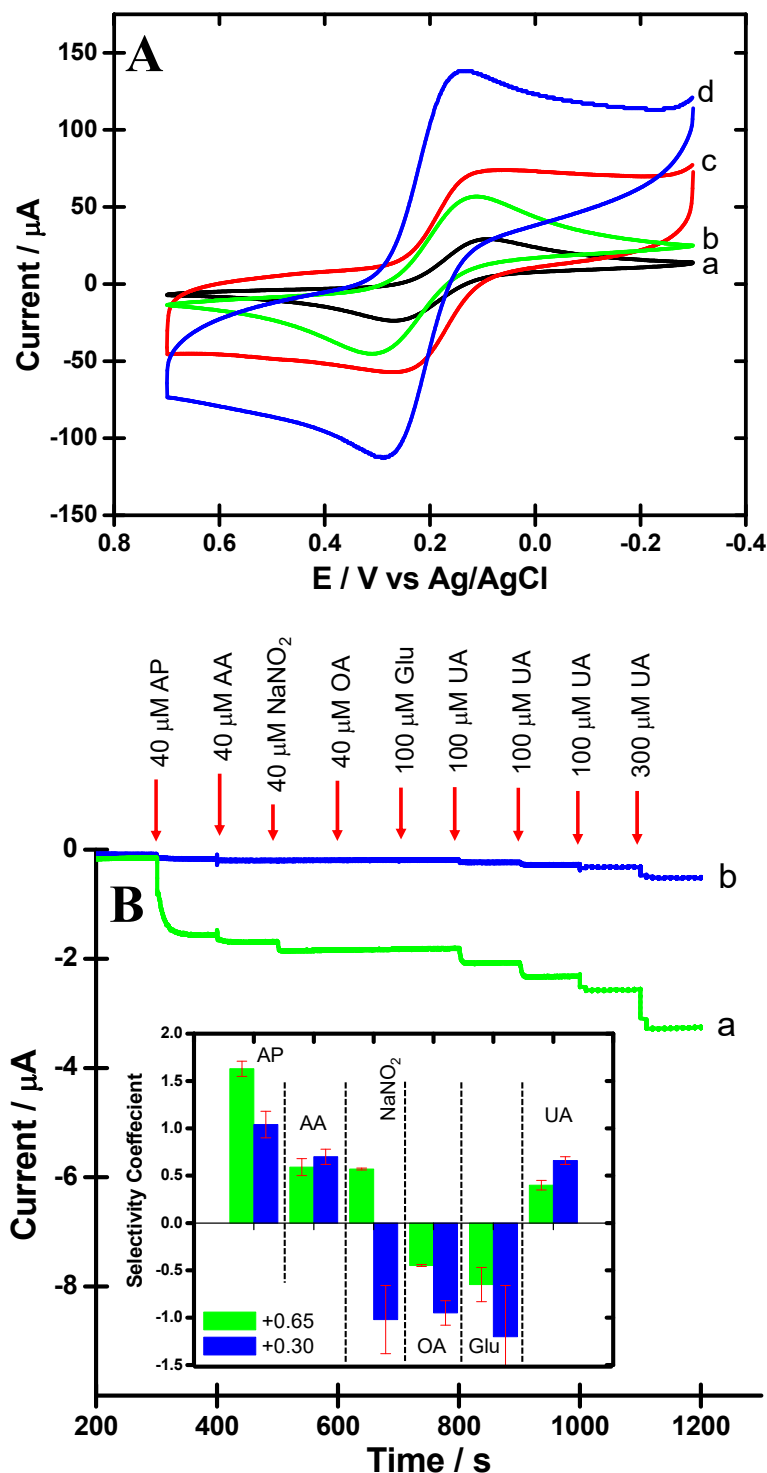 A
150
100
50
0
-50
-100
-150
Current / μA
d
c
b
a
0.8 0.6 0.4 0.2 0.0 -0.2 -0.4
E / V vs Ag/AgCl
40 μM AP
40 μM AA
40 μM NaNO₂
40 μM OA
100 μM Glu
100 μM UA
100 μM UA
100 μM UA
300 μM UA
B
0
-2
-4
-6
-8
Current / μA
b
a
2.0
1.5
1.0
0.5
0.0
-0.5
-1.0
-1.5
Selectivity Coeffecient
AP
AA
NaNO₂
OA
Glu
UA
+0.65
+0.30
200 400 600 800 1000 1200
Time / s